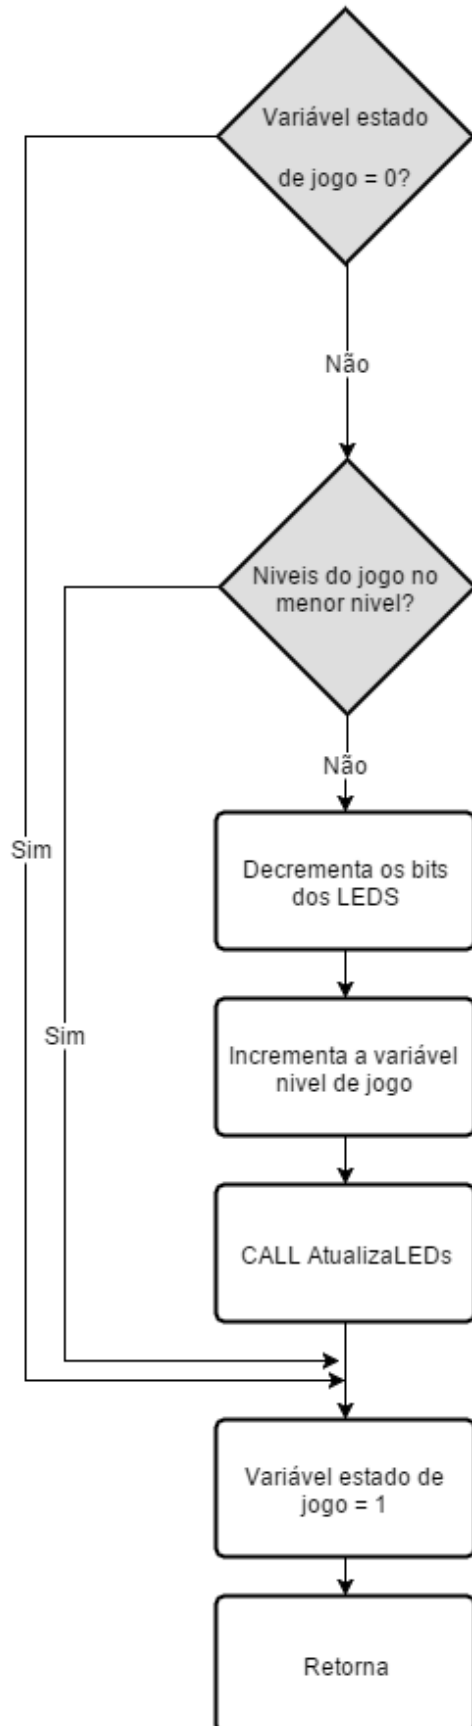 Variável estado
de jogo = 0?
Não
Niveis do jogo no
menor nivel?
Não
Sim
Decrementa os bits
dos LEDS
Sim
Incrementa a variável
nivel de jogo
CALL AtualizaLEDs
Variável estado de
jogo = 1
Retorna